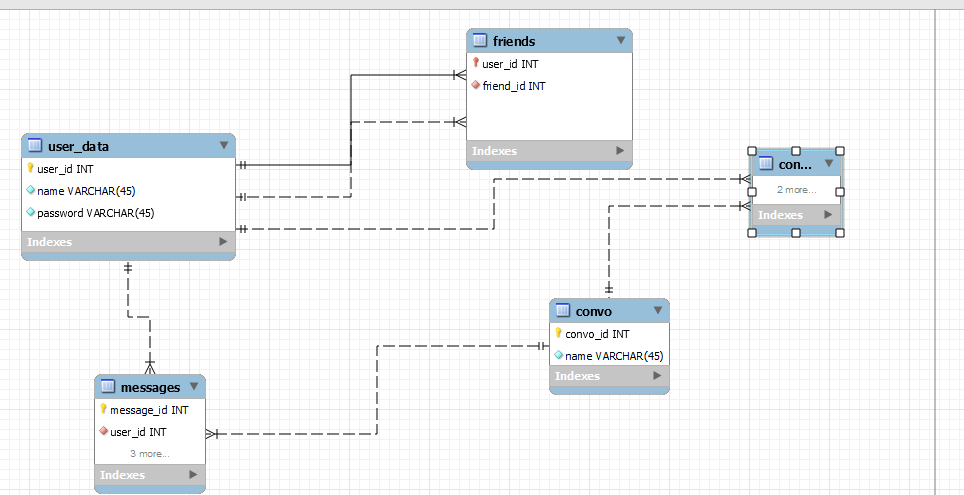 friends
user_id INT
friend_id INT
Indexes
user_data
user_id INT
name VARCHAR(45)
password VARCHAR(45)
Indexes
con...
2 more...
Indexes
convo
convo_id INT
name VARCHAR(45)
Indexes
messages
message_id INT
user_id INT
3 more...
Indexes